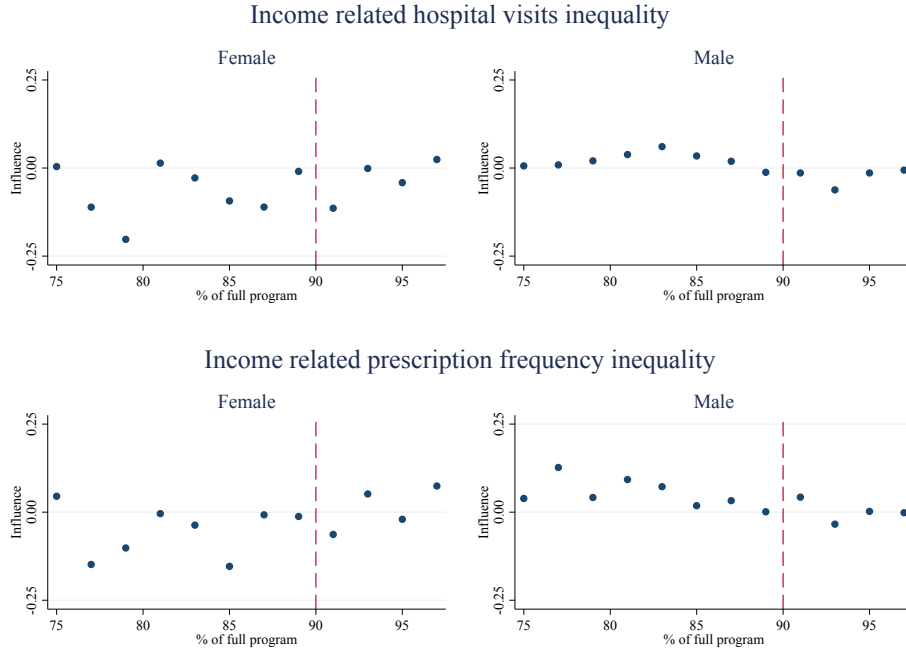 Income related hospital visits inequality
Female
Male
0.25
0.00
-0.25
Influence
75 80 85 90 95
% of full program
0.25
0.00
-0.25
Influence
75 80 85 90 95
% of full program
Income related prescription frequency inequality
Female
Male
0.25
0.00
-0.25
Influence
75 80 85 90 95
% of full program
0.25
0.00
-0.25
Influence
75 80 85 90 95
% of full program